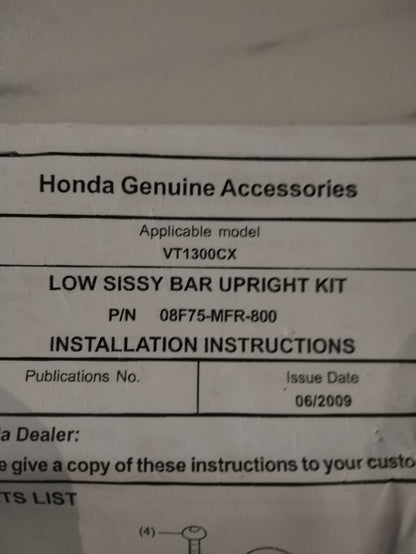 Honda Genuine Accessories
Applicable model
VT1300CX
LOW SISSY BAR UPRIGHT KIT
P/N 08F75-MFR-800
INSTALLATION INSTRUCTIONS
Publications No.
Issue Date
06/2009
a Dealer:
e give a copy of these instructions to your custo
TS LIST
(4)